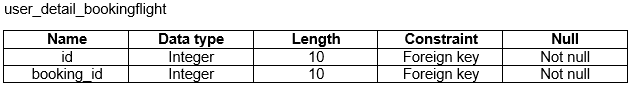 user_detail_bookingflight
Name Data type Length Constraint Null
id Integer 10 Foreign key Not null
booking_id Integer 10 Foreign key Not null